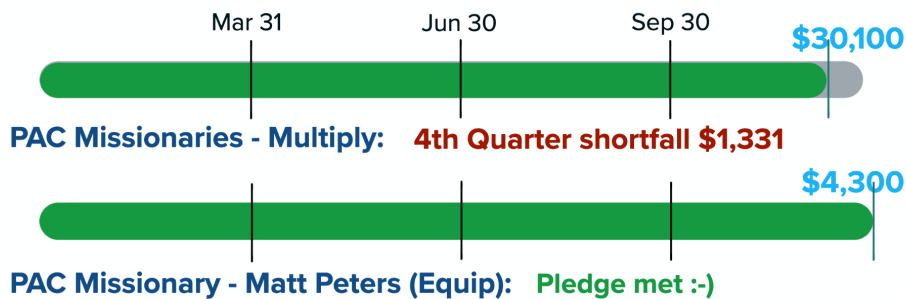 Mar 31 Jun 30 Sep 30
$30,100
PAC Missionaries - Multiply: 4th Quarter shortfall $1,331
$4,300
PAC Missionary - Matt Peters (Equip): Pledge met :-)